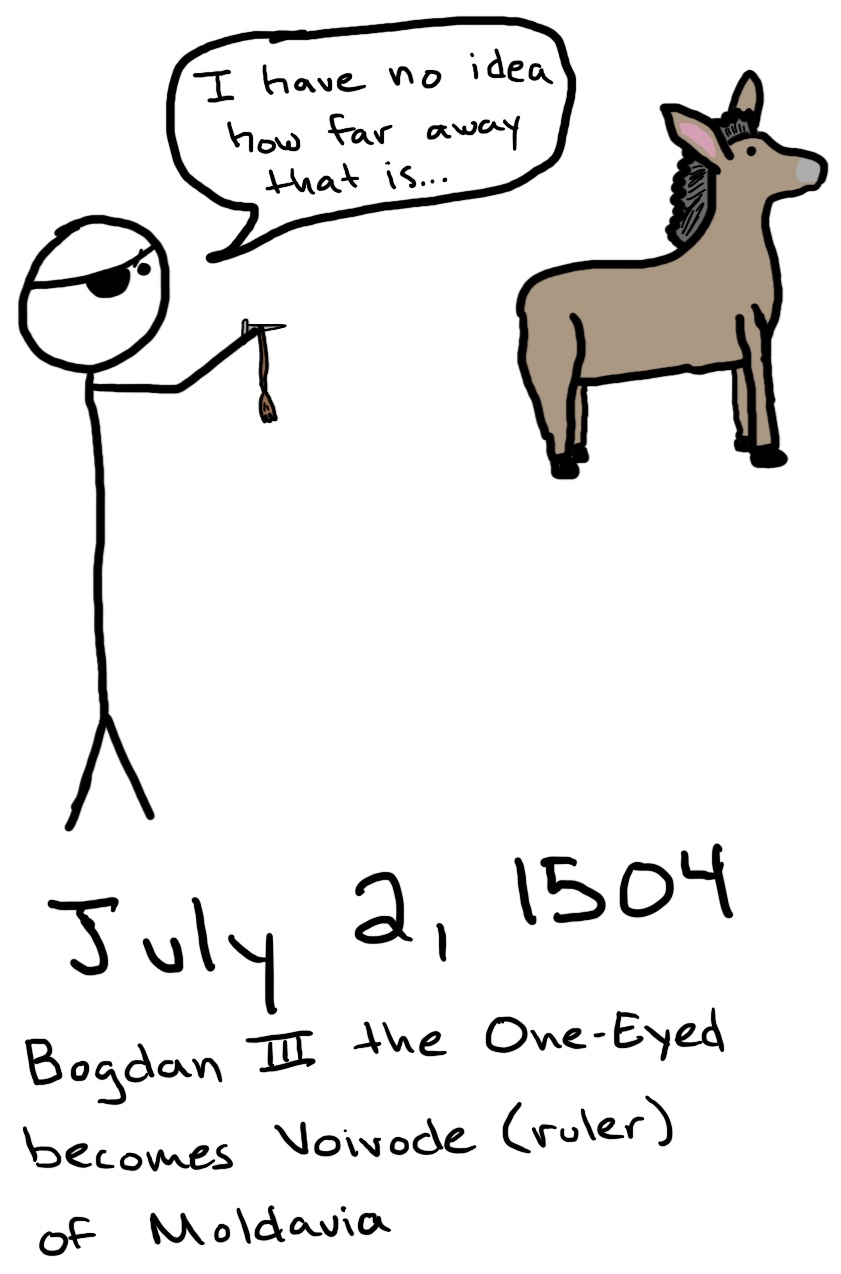 I have no idea
how far away
that is...
July 2, 1504
Bogdan III the One-Eyed
becomes Voivode (ruler)
of Moldavia